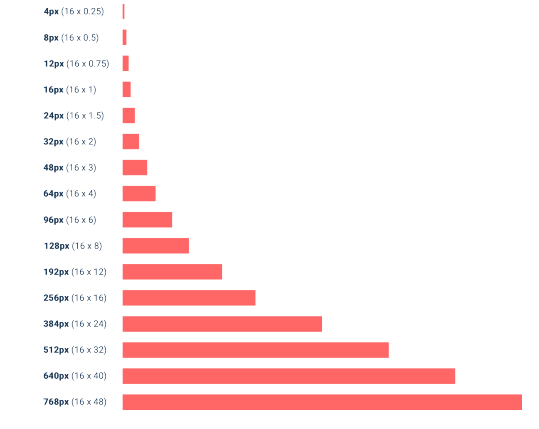 4px (16 x 0.25)
8px (16 x 0.5)
12px (16 x 0.75)
16px (16 x 1)
24px (16 x 1.5)
32px (16 x 2)
48px (16 x 3)
64px (16 x 4)
96px (16 x 6)
128px (16 x 8)
192px (16 x 12)
256px (16 x 16)
384px (16 x 24)
512px (16 x 32)
640px (16 x 40)
768px (16 x 48)